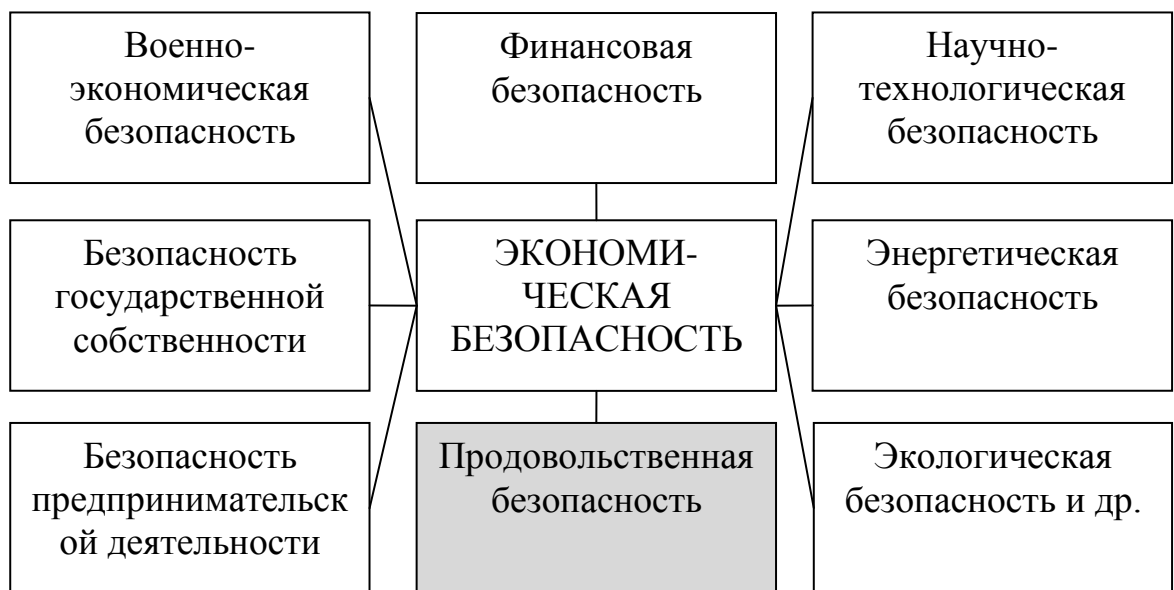 Военно-
экономическая
безопасность
Финансовая
безопасность
Научно-
технологическая
безопасность
Безопасность
государственной
собственности
ЭКОНОМИ-
ЧЕСКАЯ
БЕЗОПАСНОСТЬ
Энергетическая
безопасность
Безопасность
предпринимательск
ой деятельности
Продовольственная
безопасность
Экологическая
безопасность и др.